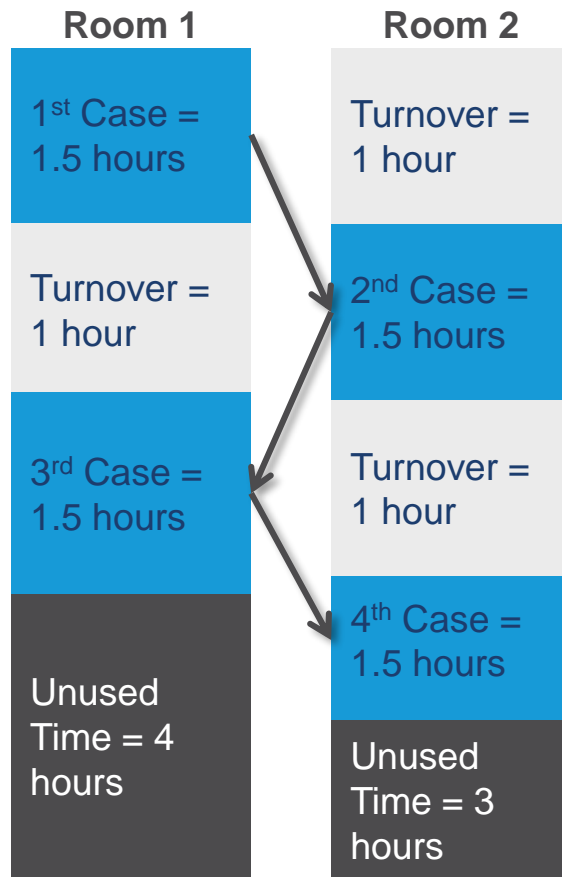 Room 1
1st Case =
1.5 hours
Turnover =
1 hour
3rd Case =
1.5 hours
Unused
Time = 4
hours
Room 2
Turnover =
1 hour
2nd Case =
1.5 hours
Turnover =
1 hour
4th Case =
1.5 hours
Unused
Time = 3
hours